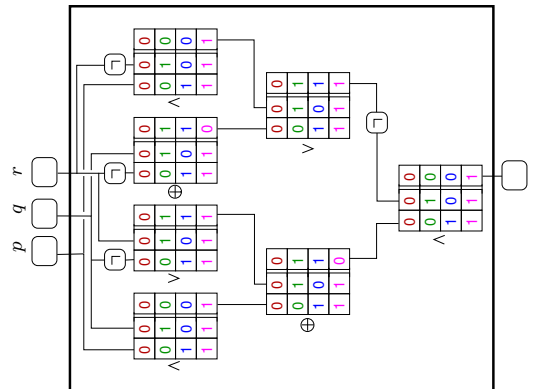 p q r
¬ ¬ ¬
0 0 0 0 0 0 0 0 0 0 0 0
0 1 0 0 1 1 0 1 1 0 1 0
1 0 0 1 0 1 1 0 1 1 0 0
1 1 1 1 1 1 1 1 0 1 1 1
∧ ∨ ⊕ ∧
0 0 0 0 0 0
0 1 1 0 1 1
1 0 1 1 0 1
1 1 0 1 1 1
⊕ ∨
¬
0 0 0
0 1 0
1 0 0
1 1 1
∧